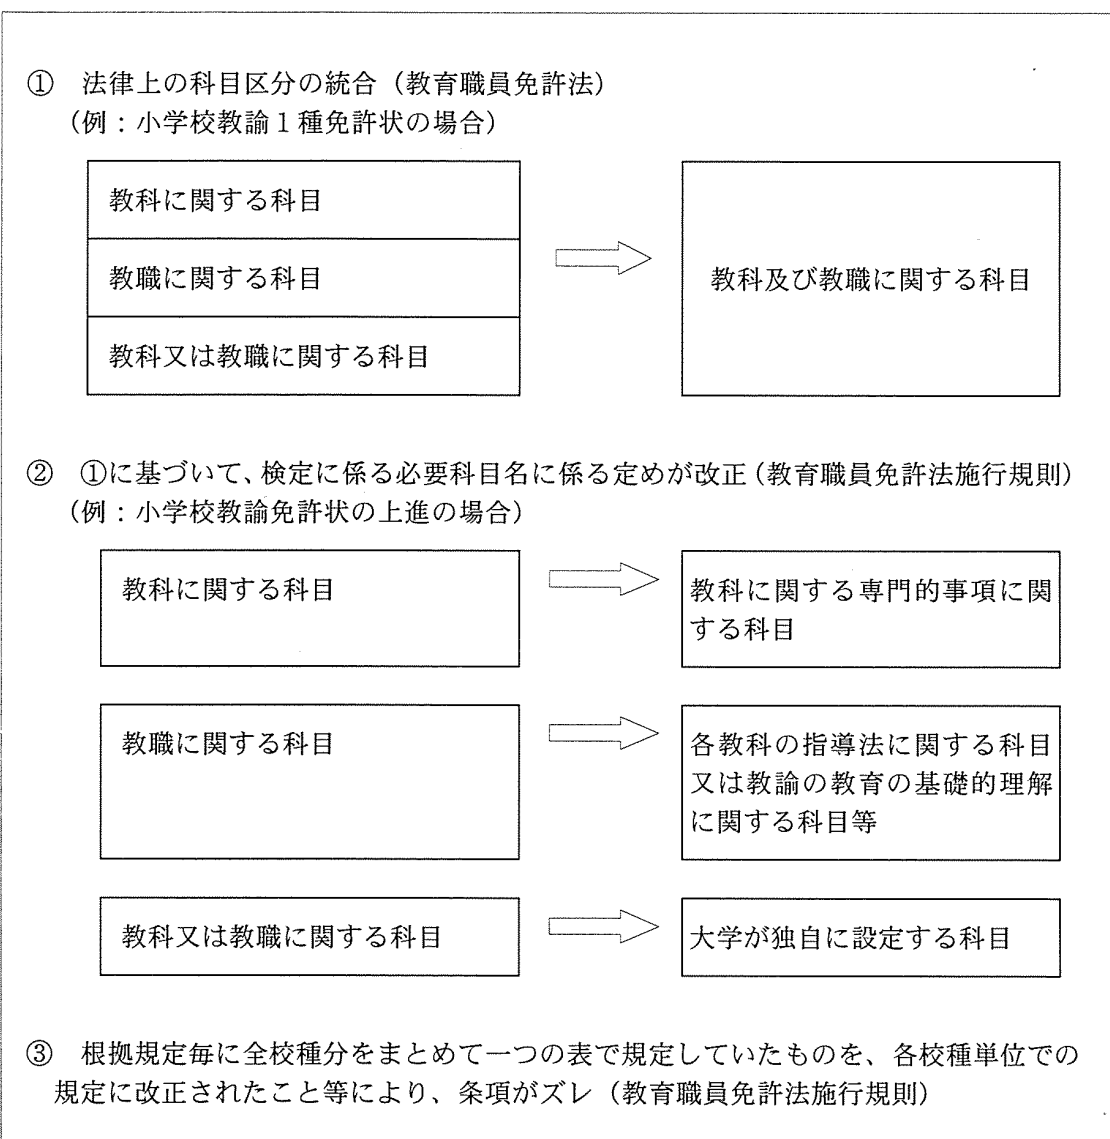 ① 法律上の科目区分の統合（教育職員免許法）
（例：小学校教諭１種免許状の場合）
教科に関する科目
教職に関する科目
教科又は教職に関する科目
教科及び教職に関する科目
② ①に基づいて、検定に係る必要科目名に係る定めが改正（教育職員免許法施行規則）
（例：小学校教諭免許状の上進の場合）
教科に関する科目
教科に関する専門的事項に関
する科目
教職に関する科目
各教科の指導法に関する科目
又は教諭の教育の基礎的理解
に関する科目等
教科又は教職に関する科目
大学が独自に設定する科目
③ 根拠規定毎に全校種分をまとめて一つの表で規定していたものを、各校種単位での
規定に改正されたこと等により、条項がズレ（教育職員免許法施行規則）